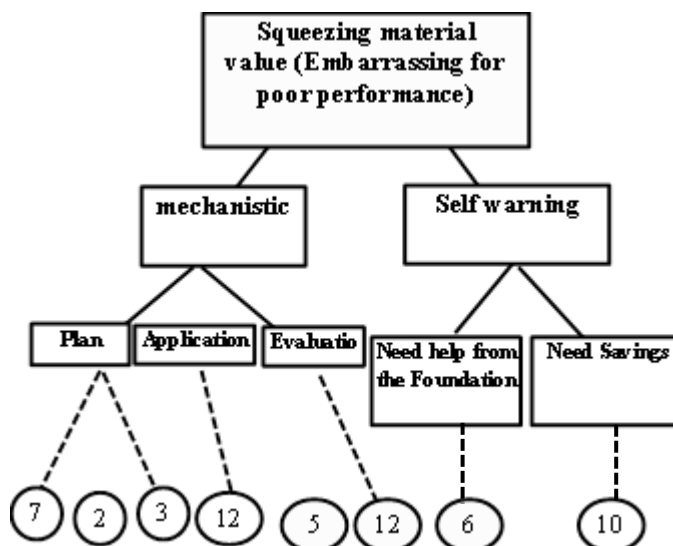 Squeezing material
value (Embarrassing for
poor performance)
mechanistic
Self warning
Plan
Application
Evaluatio
Need help from
the Foundation
Need Savings
7
2
3
12
5
12
6
10